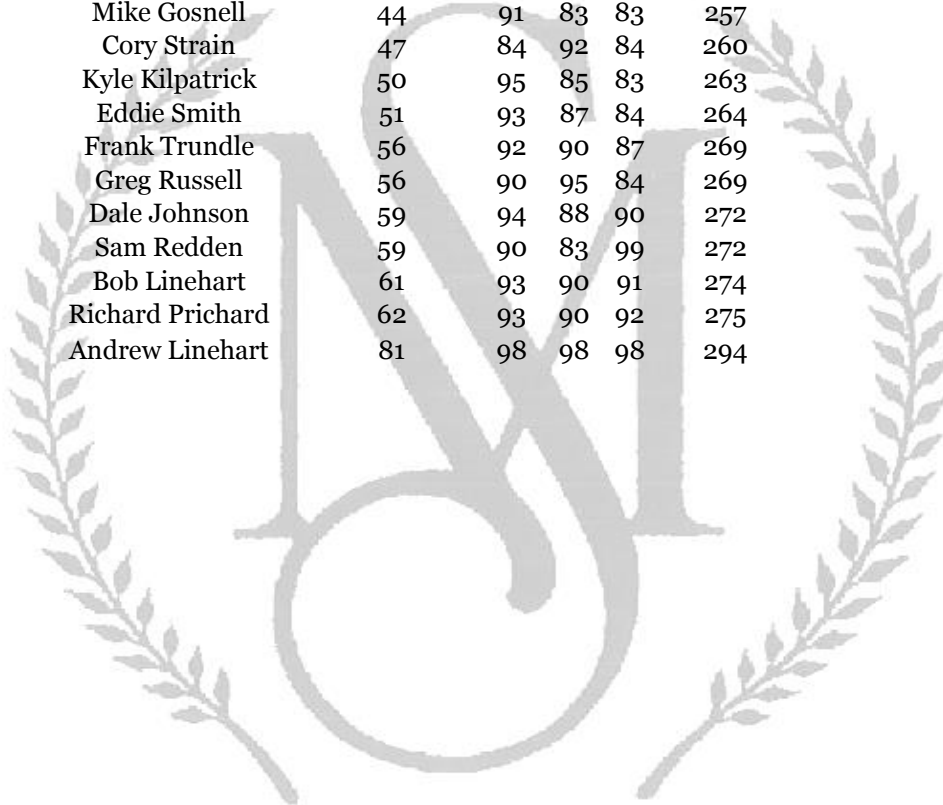 Mike Gosnell 44 91 83 83 257
Cory Strain 47 84 92 84 260
Kyle Kilpatrick 50 95 85 83 263
Eddie Smith 51 93 87 84 264
Frank Trundle 56 92 90 87 269
Greg Russell 56 90 95 84 269
Dale Johnson 59 94 88 90 272
Sam Redden 59 90 83 99 272
Bob Linehart 61 93 90 91 274
Richard Prichard 62 93 90 92 275
Andrew Linehart 81 98 98 98 294